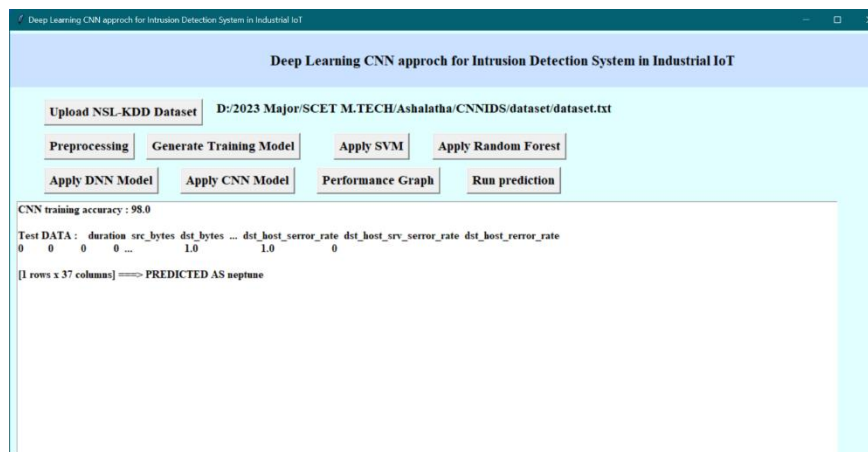 Deep Learning CNN approch for Intrusion Detection System in Industrial IoT
Deep Learning CNN approch for Intrusion Detection System in Industrial IoT
Upload NSL-KDD Dataset D:/2023 Major/SCET M.TECH/Ashalatha/CNNIDS/dataset/dataset.txt
Preprocessing Generate Training Model Apply SVM Apply Random Forest
Apply DNN Model Apply CNN Model Performance Graph Run prediction
CNN training accuracy : 98.0
Test DATA : duration src_bytes dst_bytes ... dst_host_serror_rate dst_host_srv_serror_rate dst_host_rerror_rate
0 0 0 0 ... 1.0 1.0 0
[1 rows x 37 columns] ===> PREDICTED AS neptune